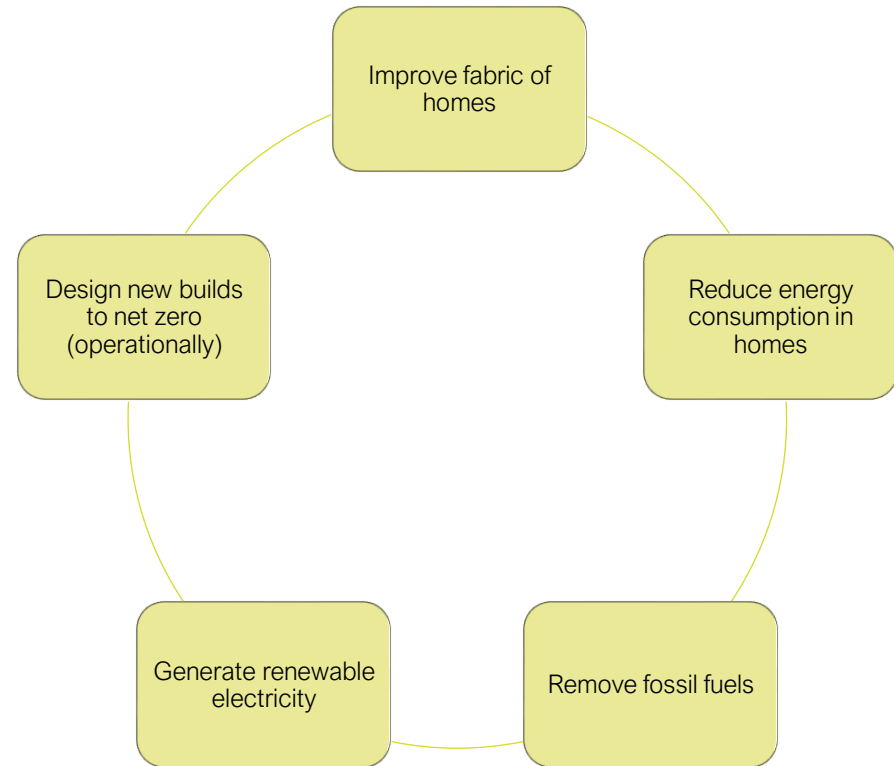 Improve fabric of
homes
Reduce energy
consumption in
homes
Remove fossil fuels
Generate renewable
electricity
Design new builds
to net zero
(operationally)